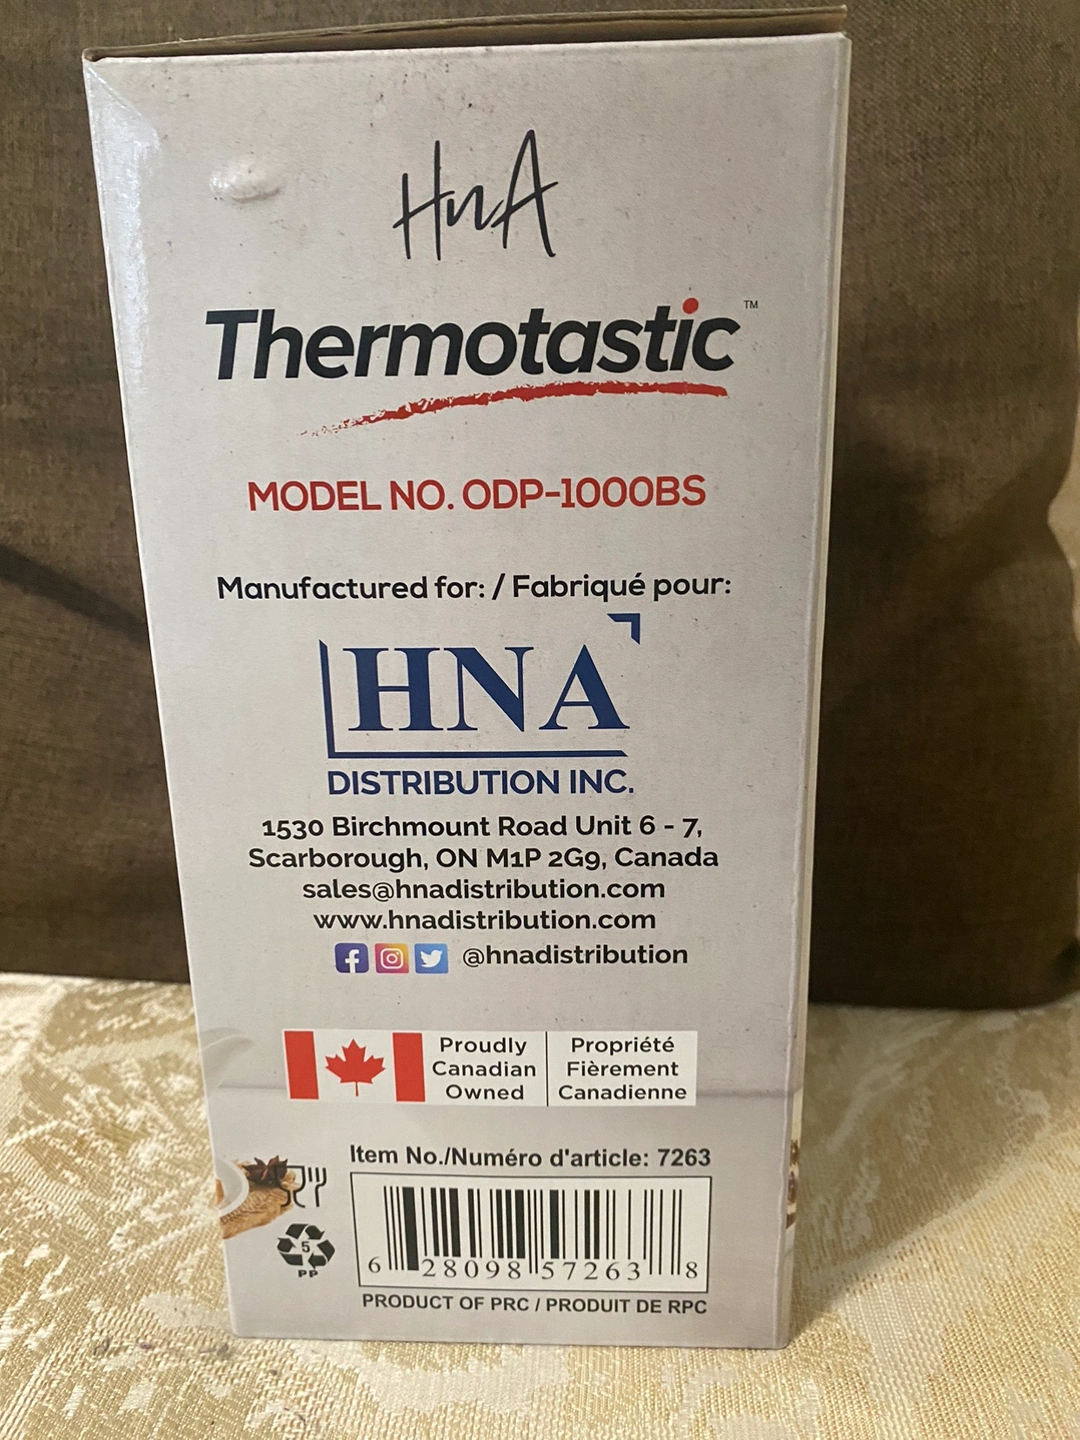 HnA
Thermotastic™
MODEL NO. ODP-1000BS
Manufactured for: / Fabriqué pour:
HNA
DISTRIBUTION INC.
1530 Birchmount Road Unit 6 - 7,
Scarborough, ON M1P 2G9, Canada
sales@hnadistribution.com
www.hnadistribution.com
@hnadistribution
Proudly
Canadian
Owned
Propriété
Fièrement
Canadienne
Item No./Numéro d'article: 7263
5
PP
6 28098 57263 8
PRODUCT OF PRC / PRODUIT DE RPC